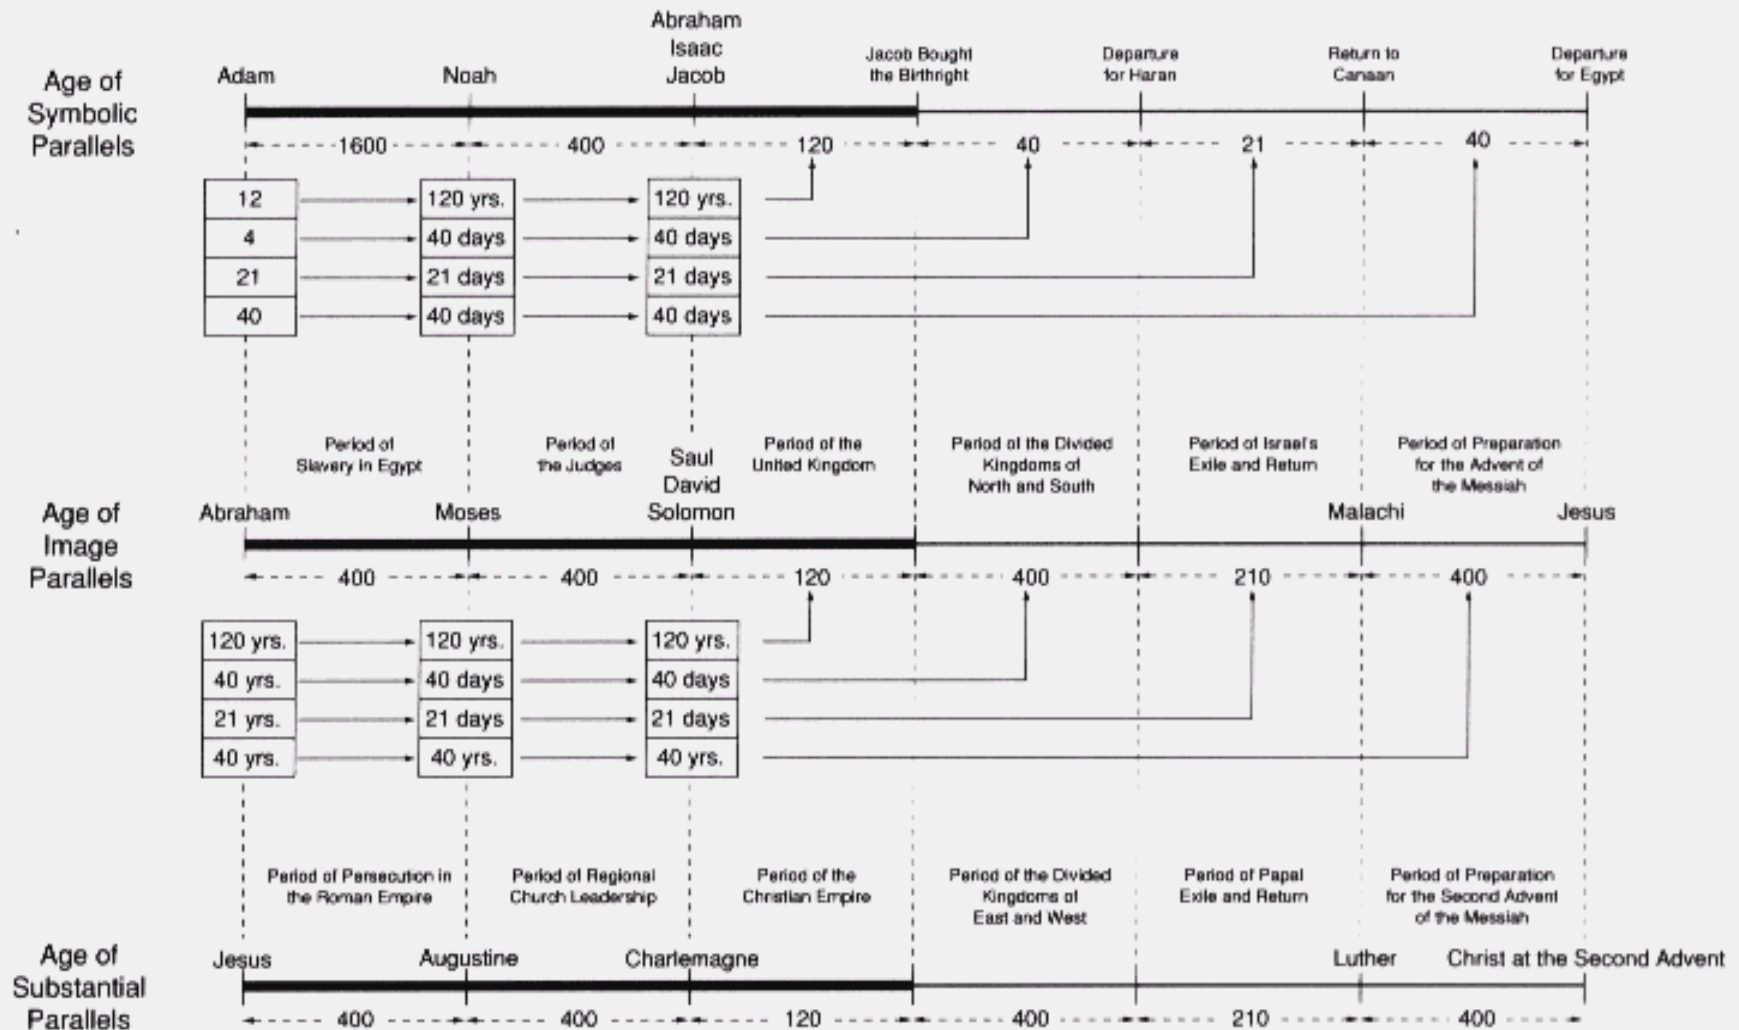 Age of
Symbolic
Parallels
Adam
Noah
Abraham
Isaac
Jacob
Jacob Bought
the Birthright
Departure
for Haran
Return to
Canaan
Departure
for Egypt
1600
400
120
40
21
40
12
120 yrs.
120 yrs.
4
40 days
40 days
21
21 days
21 days
40
40 days
40 days
Period of
Slavery in Egypt
Period of
the Judges
Period of the
United Kingdom
Period of the Divided
Kingdoms of
North and South
Period of Israel's
Exile and Return
Period of Preparation
for the Advent of
the Messiah
Age of
Image
Parallels
Abraham
Moses
Saul
David
Solomon
Malachi
Jesus
400
400
120
400
210
400
120 yrs.
120 yrs.
120 yrs.
40 yrs.
40 days
40 days
21 yrs.
21 days
21 days
40 yrs.
40 yrs.
40 yrs.
Period of Persecution in
the Roman Empire
Period of Regional
Church Leadership
Period of the
Christian Empire
Period of the Divided
Kingdoms of
East and West
Period of Papal
Exile and Return
Period of Preparation
for the Second Advent
of the Messiah
Age of
Substantial
Parallels
Jesus
Augustine
Charlemagne
Luther
Christ at the Second Advent
400
400
120
400
210
400